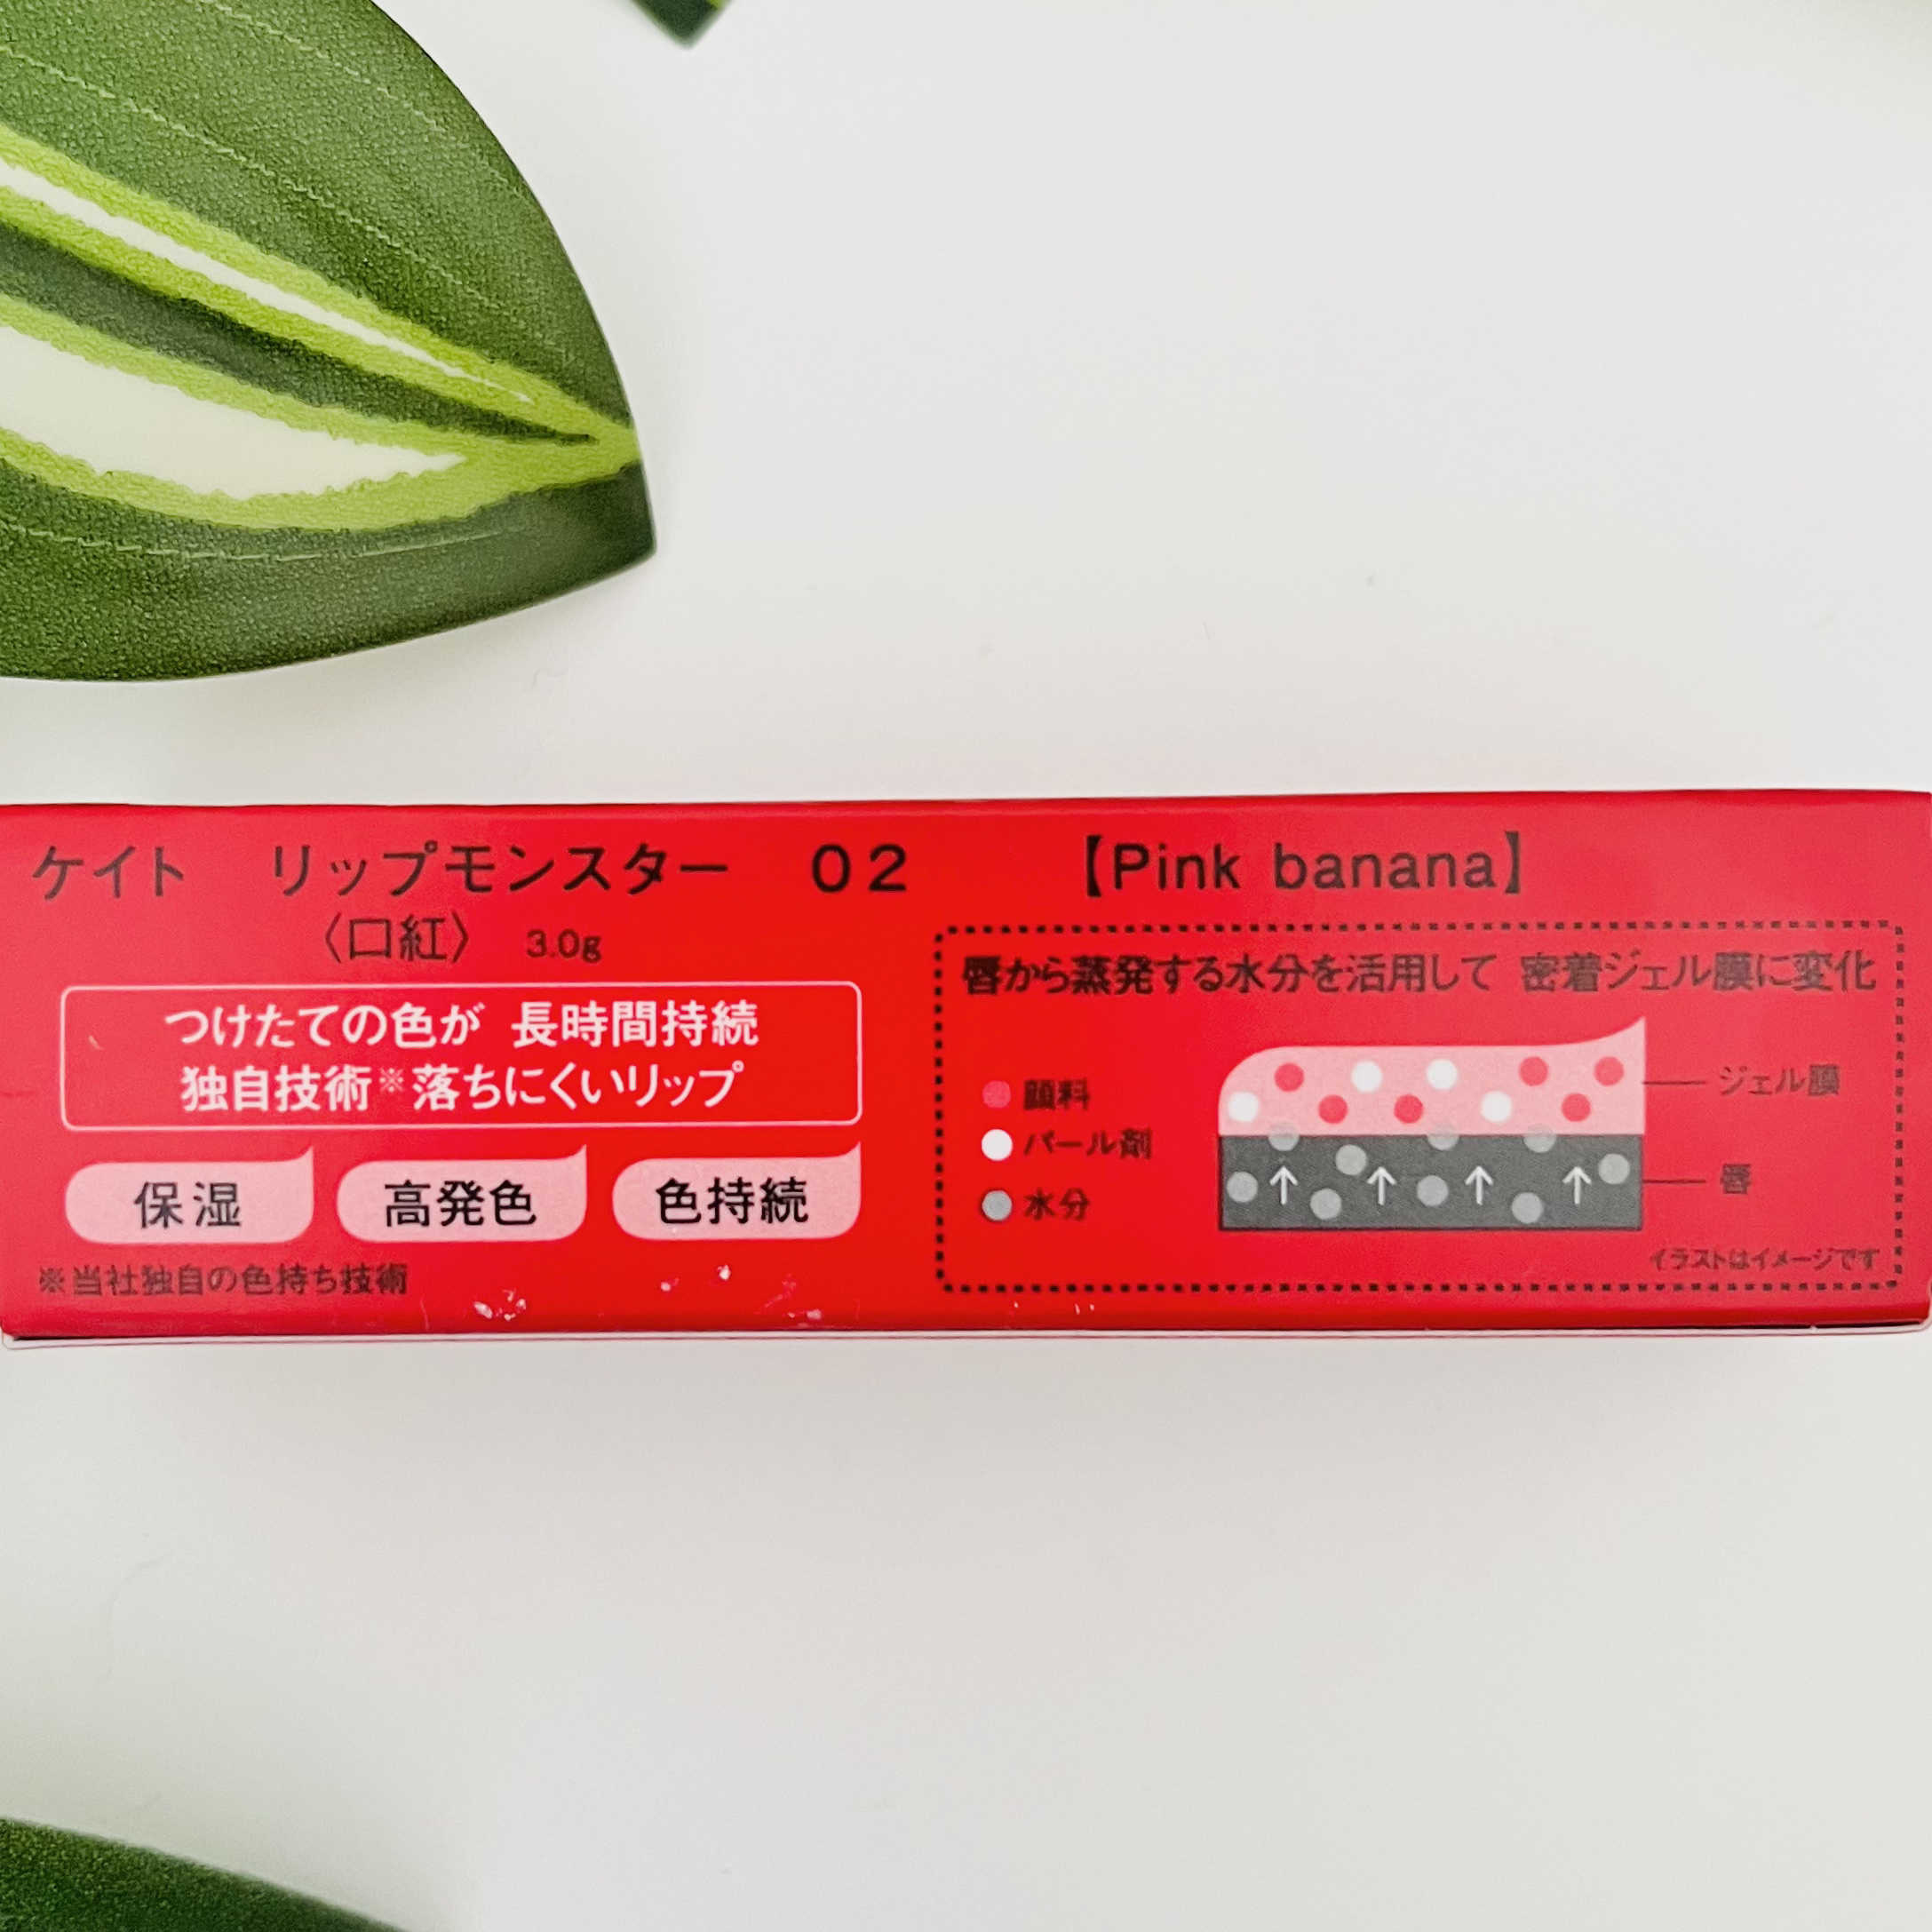 ケイト　リップモンスター　02　【Pink banana】
〈口紅〉 3.0g
つけたての色が 長時間持続
独自技術※落ちにくいリップ
保湿 高発色 色持続
※当社独自の色持ち技術
唇から蒸発する水分を活用して 密着ジェル膜に変化
顔料
パール剤
水分
ジェル膜
唇
イラストはイメージです